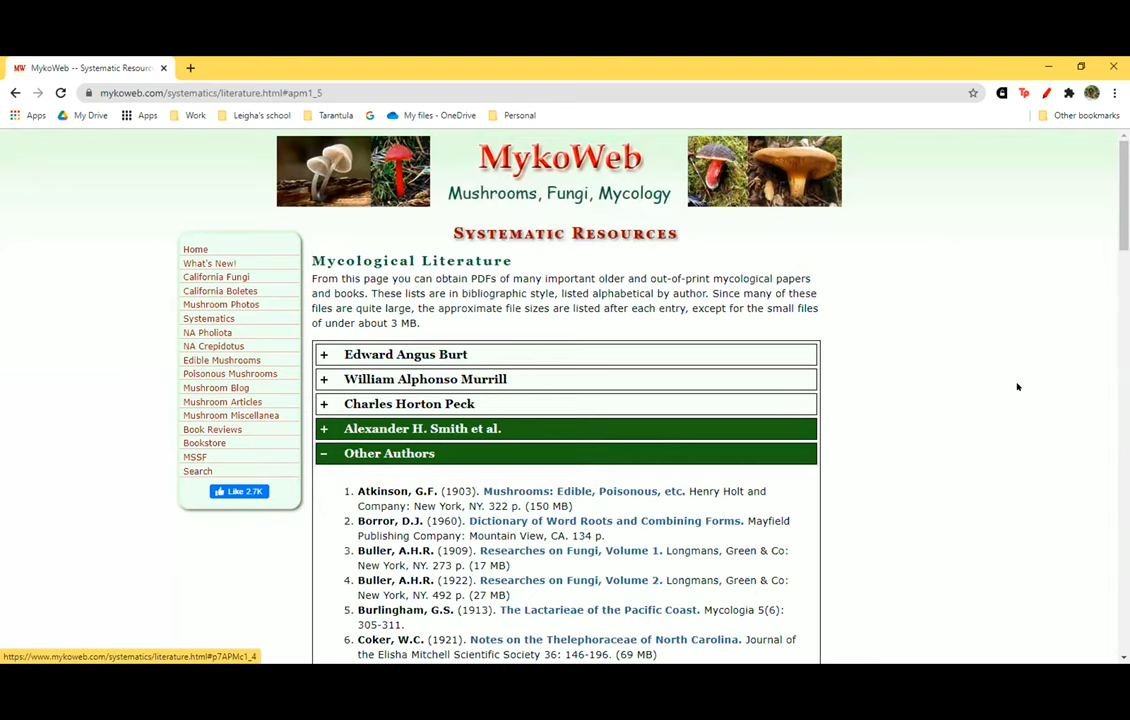 MW MykoWeb -- Systematic Resourc
mykoweb.com/systematics/literature.html#apm1_5
Tp
Apps My Drive Apps Work Leigha's school Tarantula G My files - OneDrive Personal Other bookmarks
MykoWeb
Mushrooms, Fungi, Mycology
Systematic Resources
Home
What's New!
California Fungi
California Boletes
Mushroom Photos
Systematics
NA Pholiota
NA Crepidotus
Edible Mushrooms
Poisonous Mushrooms
Mushroom Blog
Mushroom Articles
Mushroom Miscellanea
Book Reviews
Bookstore
MSSF
Search
Like 2.7K
Mycological Literature
From this page you can obtain PDFs of many important older and out-of-print mycological papers
and books. These lists are in bibliographic style, listed alphabetical by author. Since many of these
files are quite large, the approximate file sizes are listed after each entry, except for the small files
of under about 3 MB.
+ Edward Angus Burt
+ William Alphonso Murrill
+ Charles Horton Peck
+ Alexander H. Smith et al.
− Other Authors
1. Atkinson, G.F. (1903). Mushrooms: Edible, Poisonous, etc. Henry Holt and
Company: New York, NY. 322 p. (150 MB)
2. Borror, D.J. (1960). Dictionary of Word Roots and Combining Forms. Mayfield
Publishing Company: Mountain View, CA. 134 p.
3. Buller, A.H.R. (1909). Researches on Fungi, Volume 1. Longmans, Green & Co:
New York, NY. 273 p. (17 MB)
4. Buller, A.H.R. (1922). Researches on Fungi, Volume 2. Longmans, Green & Co:
New York, NY. 492 p. (27 MB)
5. Burlingham, G.S. (1913). The Lactarieae of the Pacific Coast. Mycologia 5(6):
305-311.
6. Coker, W.C. (1921). Notes on the Thelephoraceae of North Carolina. Journal of
the Elisha Mitchell Scientific Society 36: 146-196. (69 MB)
https://www.mykoweb.com/systematics/literature.html#p7APMc1_4